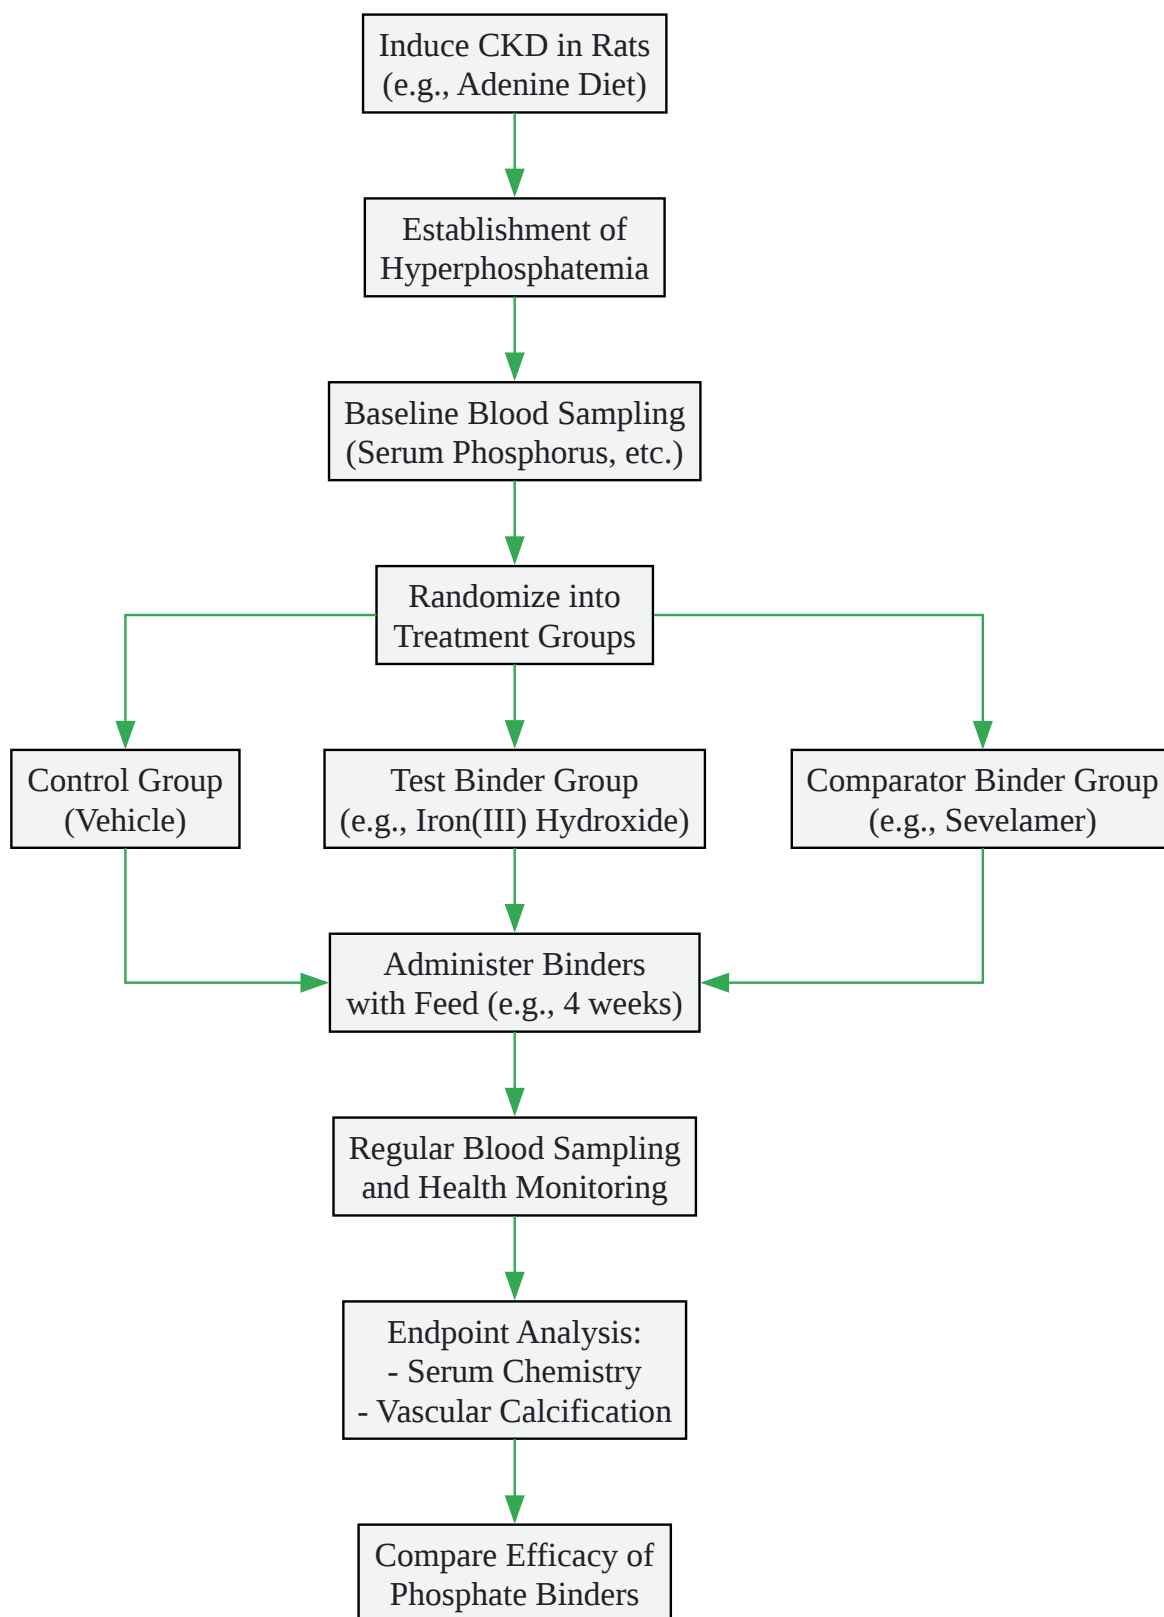 Induce CKD in Rats
(e.g., Adenine Diet)
Establishment of
Hyperphosphatemia
Baseline Blood Sampling
(Serum Phosphorus, etc.)
Randomize into
Treatment Groups
Control Group
(Vehicle)
Test Binder Group
(e.g., Iron(III) Hydroxide)
Comparator Binder Group
(e.g., Sevelamer)
Administer Binders
with Feed (e.g., 4 weeks)
Regular Blood Sampling
and Health Monitoring
Endpoint Analysis:
- Serum Chemistry
- Vascular Calcification
Compare Efficacy of
Phosphate Binders